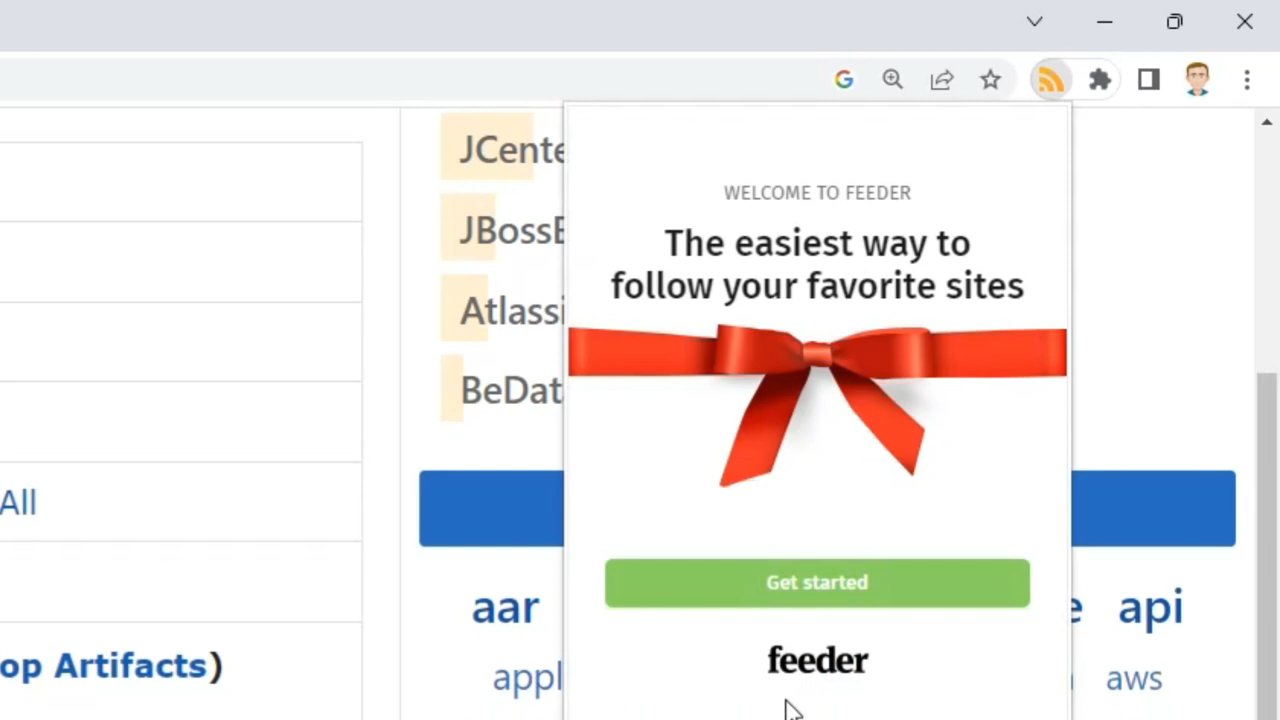 JCente
JBossE
Atlassi
BeDat
WELCOME TO FEEDER
The easiest way to
follow your favorite sites
All
Get started
aar
e api
feeder
op Artifacts)
appl
aws